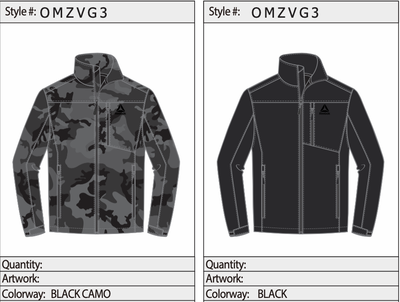 Style #: OMZVG3
Style #: OMZVG3
Quantity:
Artwork:
Colorway: BLACK CAMO
Quantity:
Artwork:
Colorway: BLACK